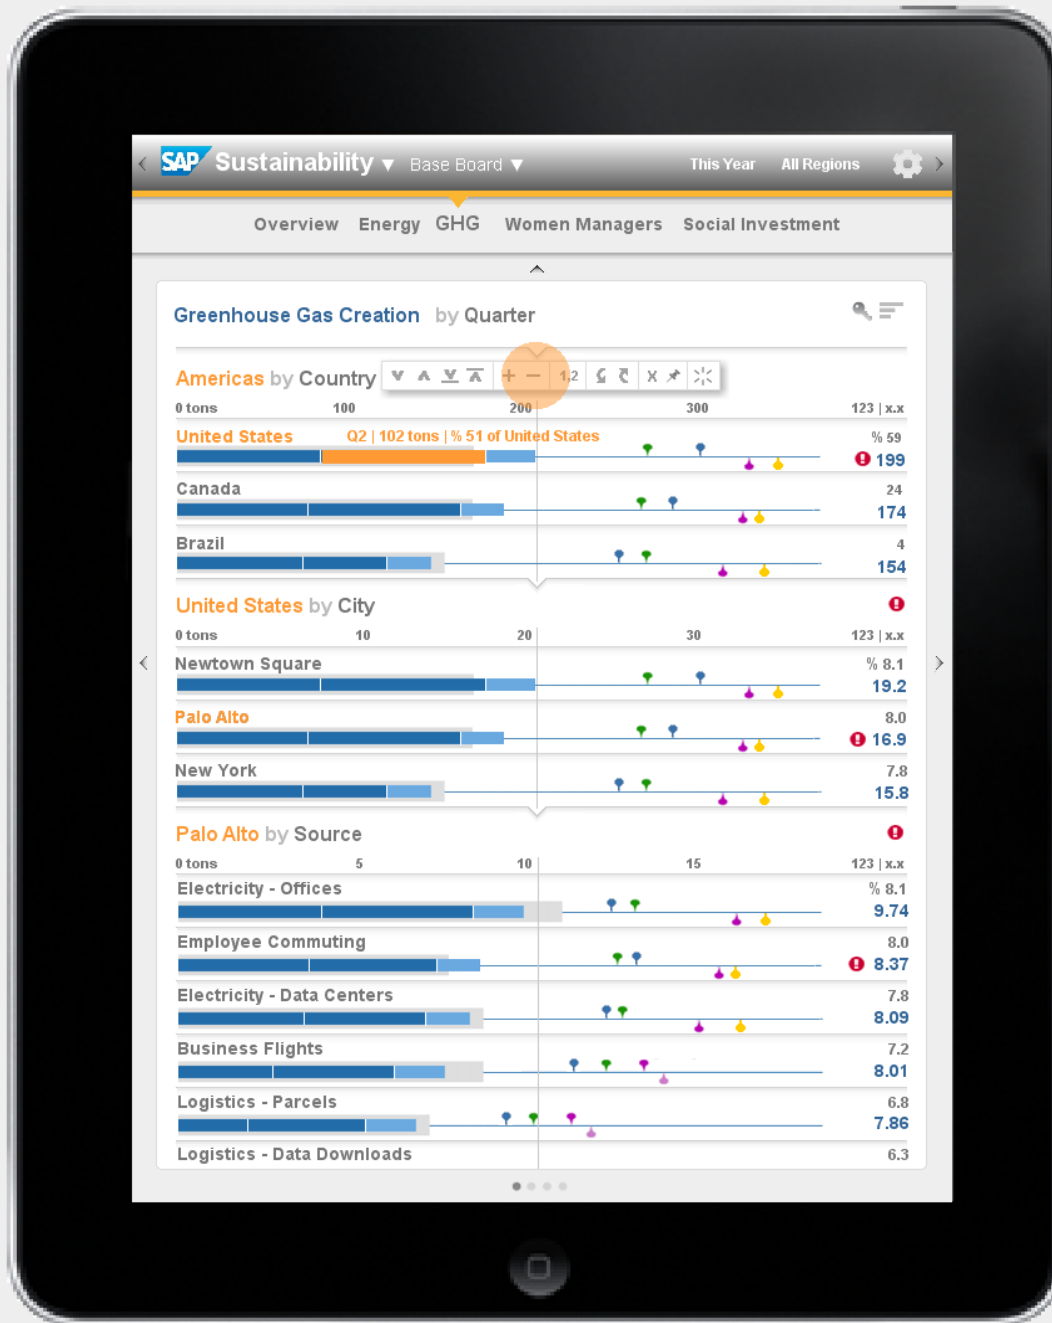 SAP Sustainability ▼ Base Board ▼ This Year All Regions
Overview Energy GHG Women Managers Social Investment
Greenhouse Gas Creation by Quarter
Americas by Country 1,2 X
0 tons 100 200 300 123 | x.x
United States Q2 | 102 tons | % 51 of United States % 59
199
Canada 24
174
Brazil 4
154
United States by City
0 tons 10 20 30 123 | x.x
Newtown Square % 8.1
19.2
Palo Alto 8.0
16.9
New York 7.8
15.8
Palo Alto by Source
0 tons 5 10 15 123 | x.x
Electricity - Offices % 8.1
9.74
Employee Commuting 8.0
8.37
Electricity - Data Centers 7.8
8.09
Business Flights 7.2
8.01
Logistics - Parcels 6.8
7.86
Logistics - Data Downloads 6.3